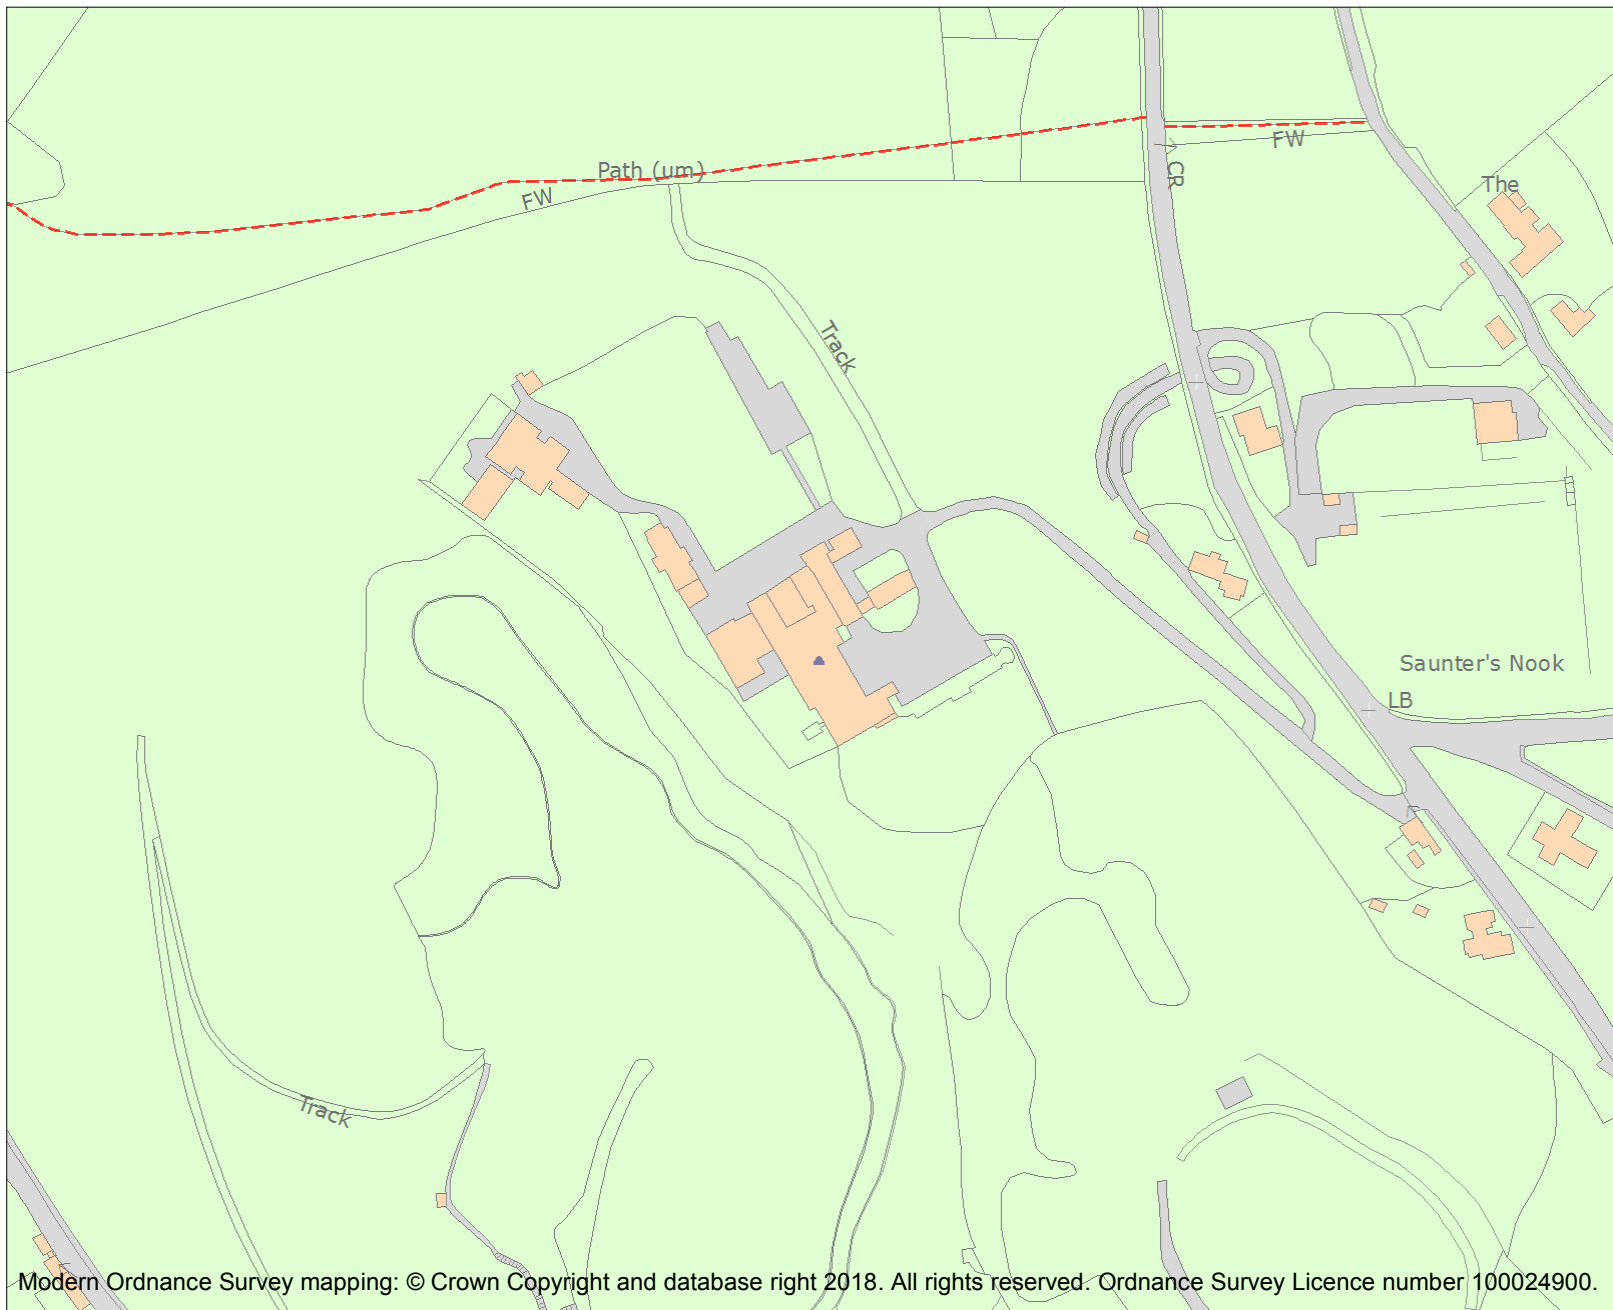 FW
CR
Path (um)
The
FW
Track
Saunter's Nook
LB
Track
Modern Ordnance Survey mapping: © Crown Copyright and database right 2018. All rights reserved. Ordnance Survey Licence number 100024900.